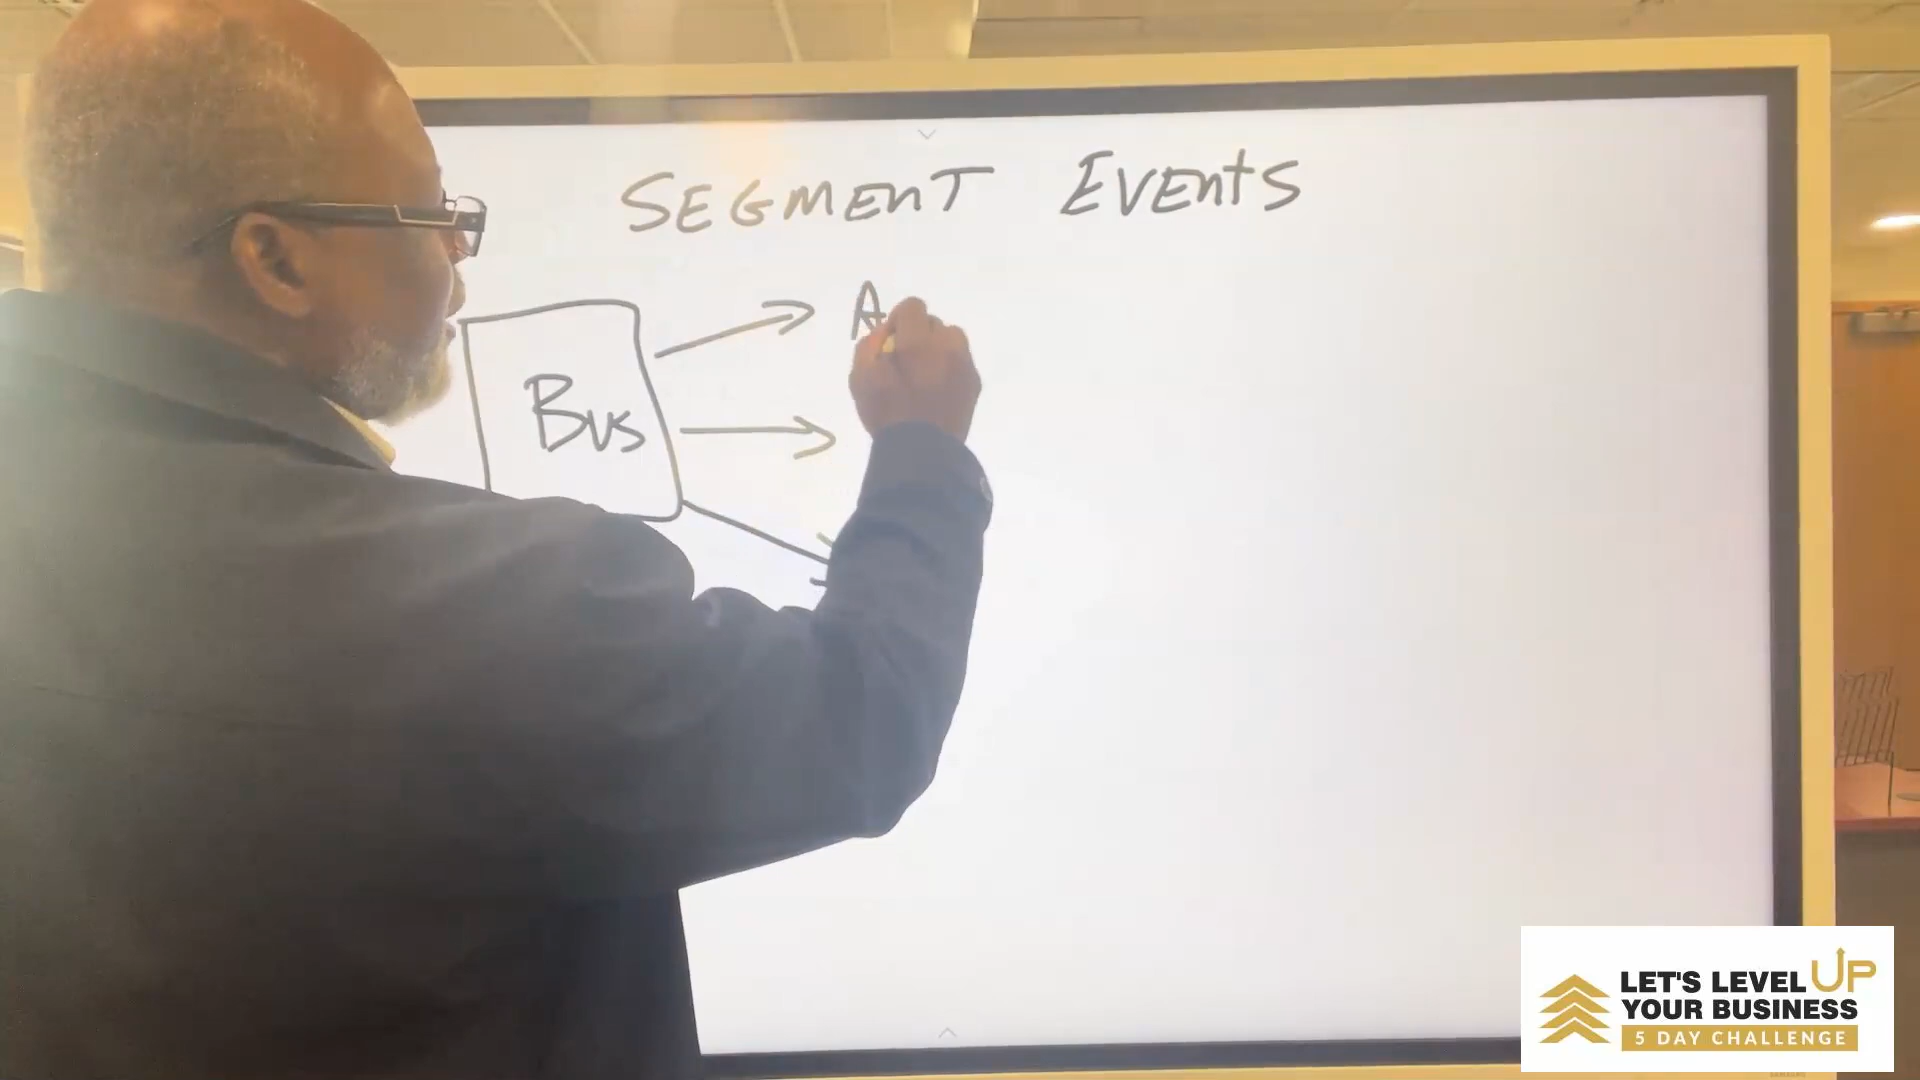 SEGMENT EVENTS
A
BUS
LET'S LEVEL UP
YOUR BUSINESS
5 DAY CHALLENGE